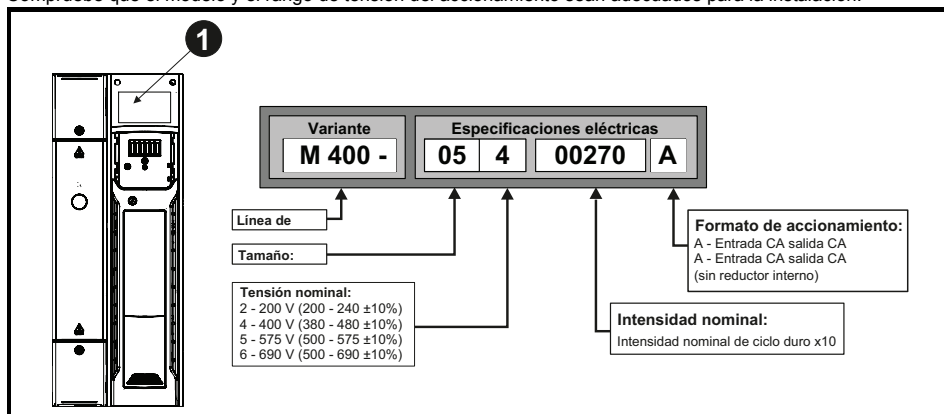 Compruebe que el modelo y el rango de tensión del accionamiento sean adecuados para la instalación.
1
Variante
Especificaciones eléctricas
M 400 -
05 4 00270 A
Línea de
Tamaño:
Tensión nominal:
2 - 200 V (200 - 240 ±10%)
4 - 400 V (380 - 480 ±10%)
5 - 575 V (500 - 575 ±10%)
6 - 690 V (500 - 690 ±10%)
Formato de accionamiento:
A - Entrada CA salida CA
A - Entrada CA salida CA
(sin reductor interno)
Intensidad nominal:
Intensidad nominal de ciclo duro x10